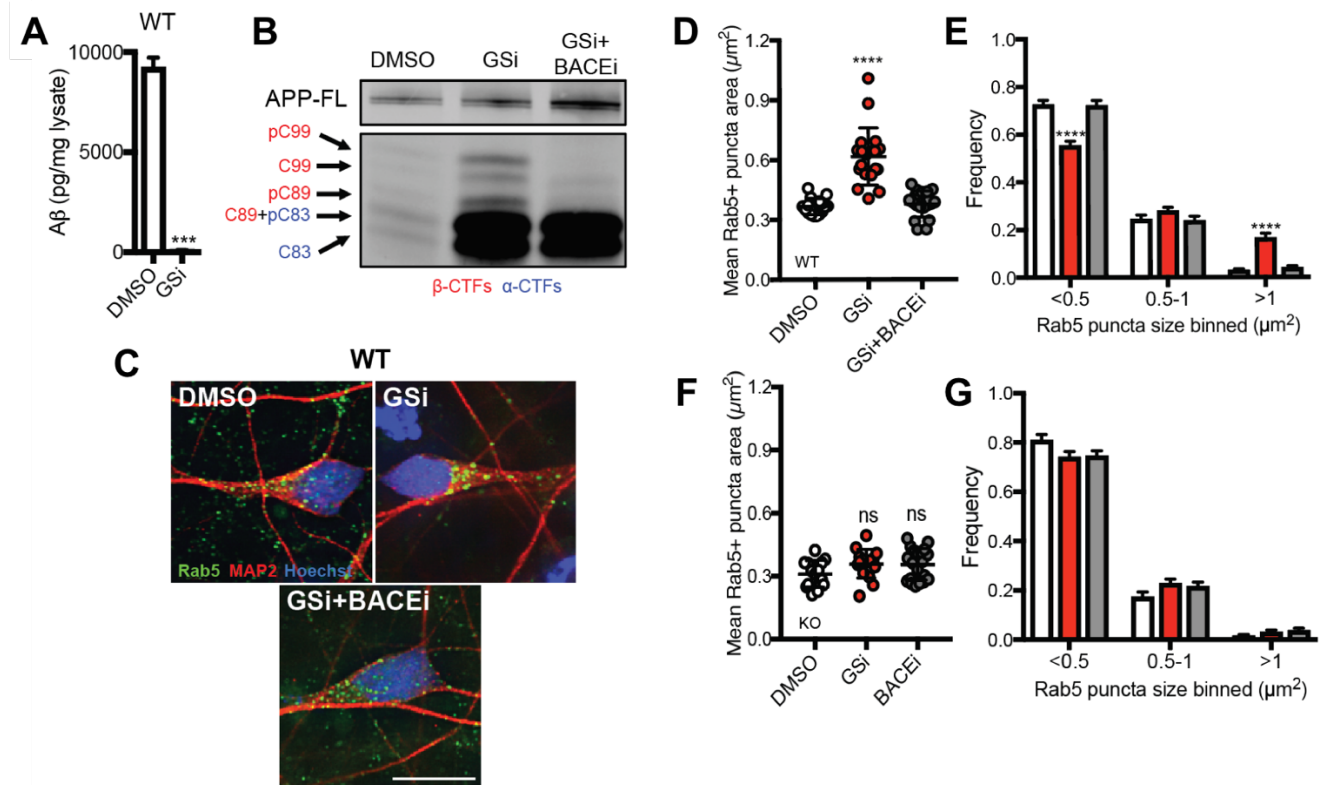 A
WT
Aβ (pg/mg lysate)
10000
5000
0
***
DMSO
GSi
B
DMSO
GSi
GSi+
BACEi
APP-FL
pC99
C99
pC89
C89+pC83
C83
β-CTFs α-CTFs
C
WT
DMSO
GSi
Rab5 MAP2 Hoechst
GSi+BACEi
D
Mean Rab5+ puncta area (µm²)
1.2
0.9
0.6
0.3
0.0
****
WT
DMSO
GSi
GSi+BACEi
E
Frequency
1.0
0.8
0.6
0.4
0.2
0.0
****
****
<0.5
0.5-1
>1
Rab5 puncta size binned (µm²)
F
Mean Rab5+ puncta area (µm²)
1.2
0.9
0.6
0.3
0.0
ns
ns
KO
DMSO
GSi
BACEi
G
Frequency
1.0
0.8
0.6
0.4
0.2
0.0
<0.5
0.5-1
>1
Rab5 puncta size binned (µm²)